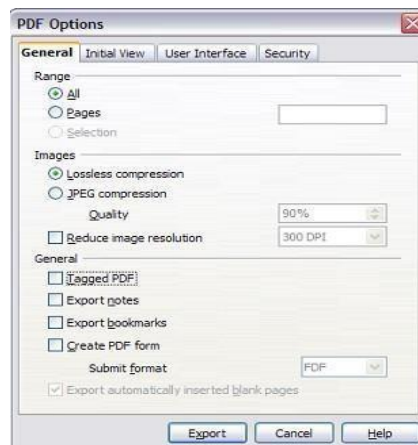 PDF Options
General Initial View User Interface Security
Range
All
Pages
Selection
Images
Lossless compression
JPEG compression
Quality 90%
Reduce image resolution 300 DPI
General
Tagged PDF
Export notes
Export bookmarks
Create PDF form
Submit format FDF
Export automatically inserted blank pages
Export Cancel Help